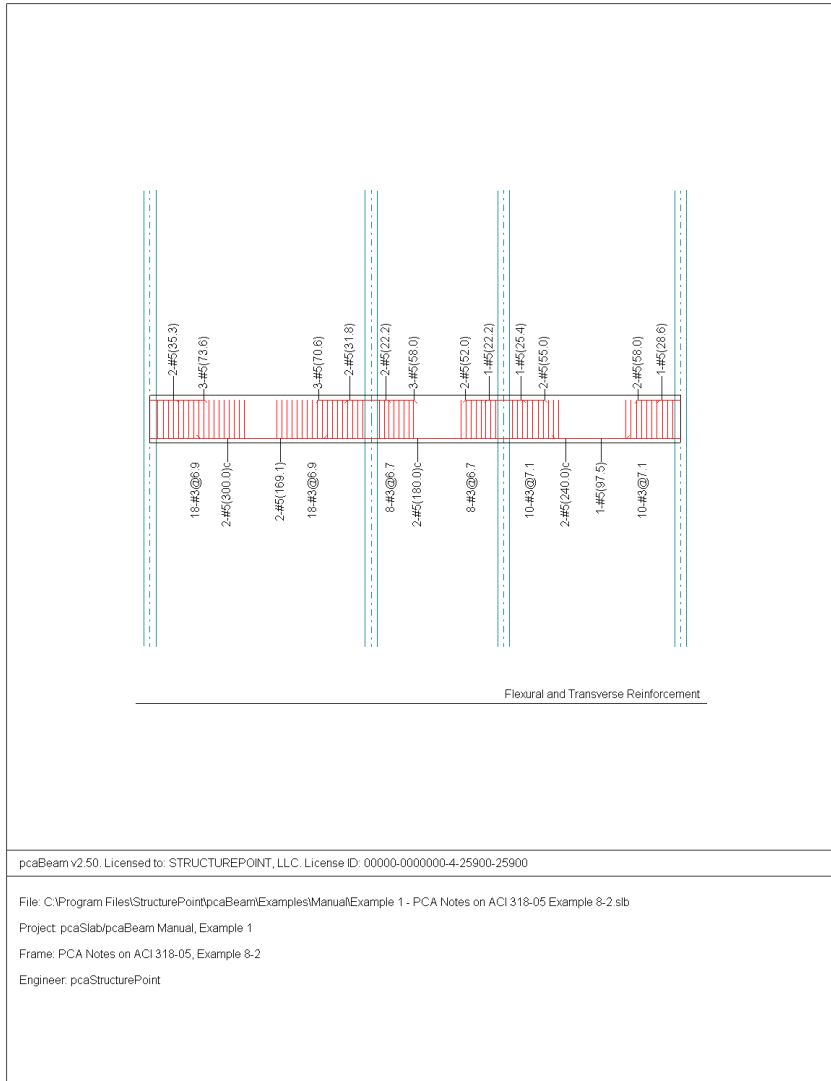 2-#5(35.3)
3-#5(73.6)
3-#5(70.6)
2-#5(31.8)
2-#5(22.2)
3-#5(58.0)
2-#5(52.0)
1-#5(22.2)
1-#5(25.4)
2-#5(55.0)
2-#5(58.0)
1-#5(28.6)
18-#3@6.9
2-#5(300.0)c
2-#5(169.1)
18-#3@6.9
8-#3@6.7
2-#5(180.0)c
8-#3@6.7
10-#3@7.1
2-#5(240.0)c
1-#5(97.5)
10-#3@7.1
Flexural and Transverse Reinforcement
pcaBeam v2.50. Licensed to: STRUCTUREPOINT, LLC. License ID: 00000-0000000-4-25900-25900
File: C:\Program Files\StructurePoint\pcaBeam\Examples\Manual\Example 1 - PCA Notes on ACI 318-05 Example 8-2.slb
Project: pcaSlab/pcaBeam Manual, Example 1
Frame: PCA Notes on ACI 318-05, Example 8-2
Engineer: pcaStructurePoint